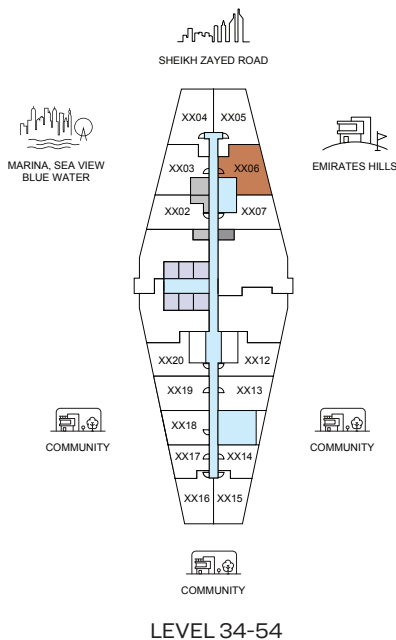 SHEIKH ZAYED ROAD
XX04
XX05
MARINA, SEA VIEW
BLUE WATER
XX03
XX06
EMIRATES HILLS
XX02
XX07
XX20
XX12
XX19
XX13
COMMUNITY
XX18
COMMUNITY
XX17
XX14
XX16
XX15
COMMUNITY
LEVEL 34-54